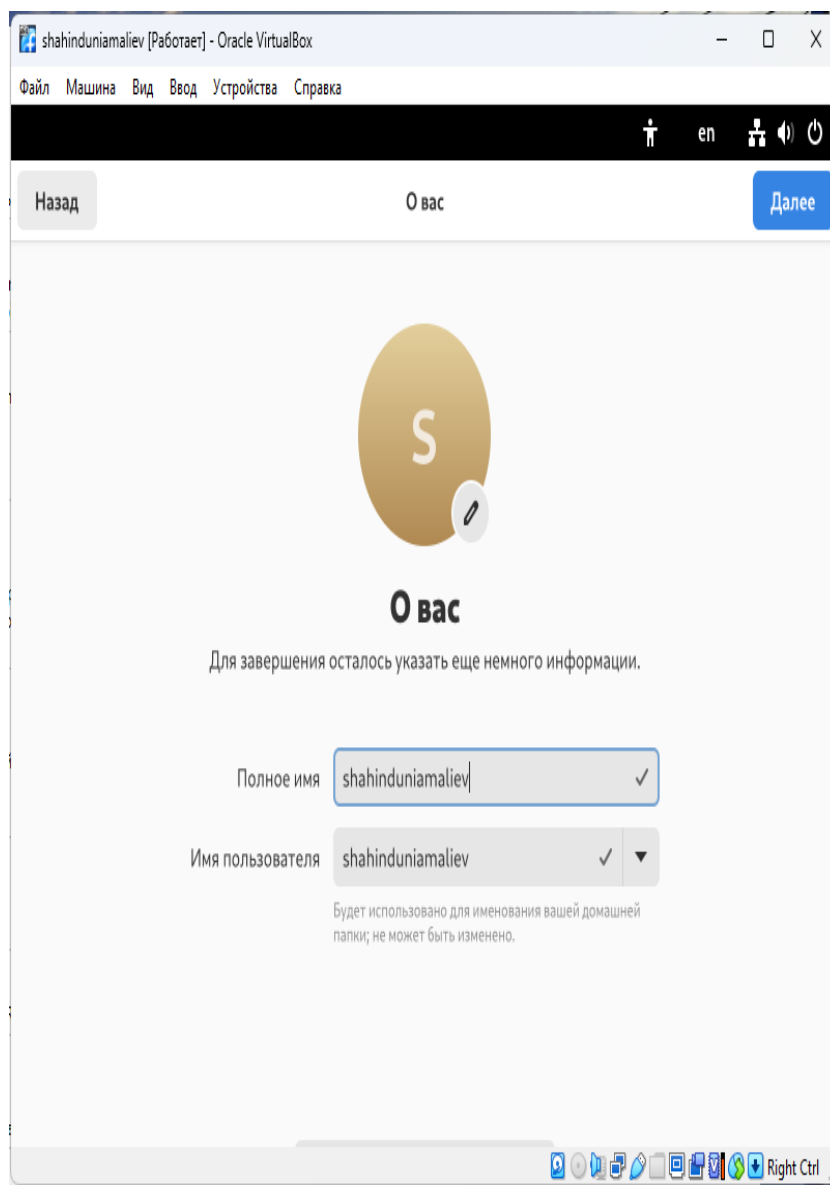 shahinduniamaliev [Работает] - Oracle VirtualBox
Файл Машина Вид Ввод Устройства Справка
en
Назад О вас Далее
S
О вас
Для завершения осталось указать еще немного информации.
Полное имя shahinduniamaliev
Имя пользователя shahinduniamaliev
Будет использовано для именования вашей домашней
папки; не может быть изменено.
Right Ctrl